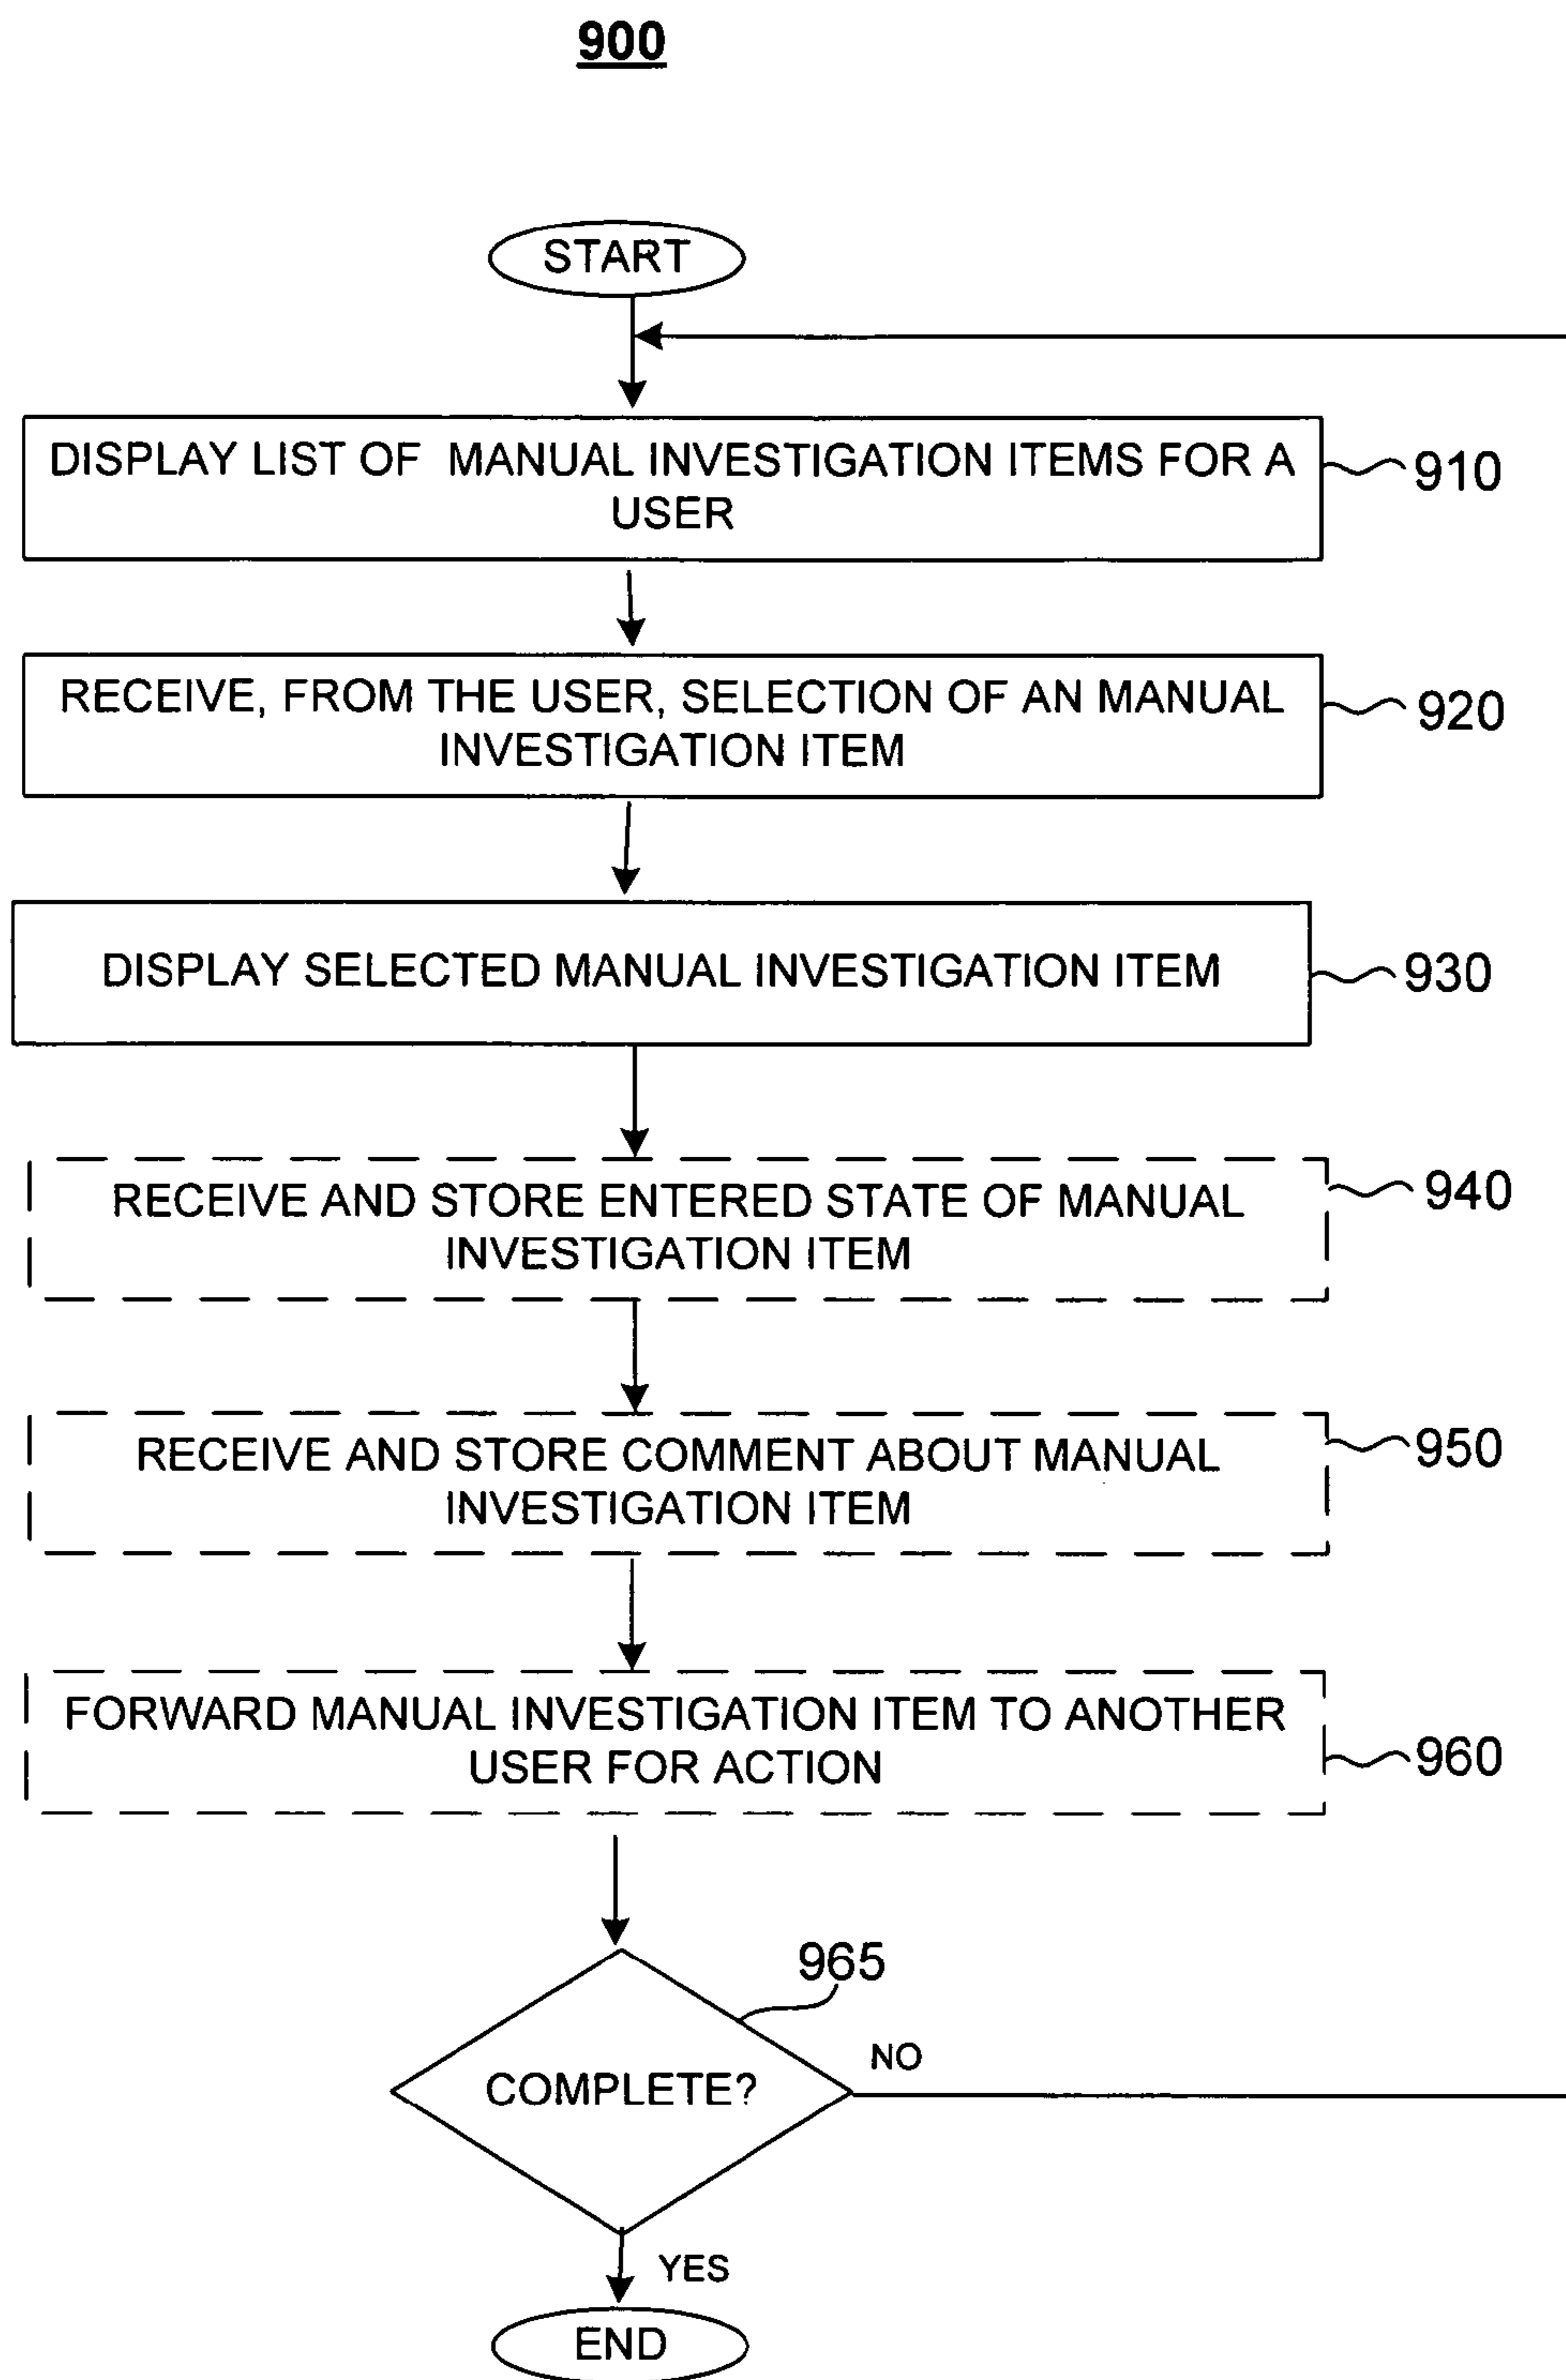 900
START
DISPLAY LIST OF MANUAL INVESTIGATION ITEMS FOR A
USER
910
RECEIVE, FROM THE USER, SELECTION OF AN MANUAL
INVESTIGATION ITEM
920
DISPLAY SELECTED MANUAL INVESTIGATION ITEM
930
RECEIVE AND STORE ENTERED STATE OF MANUAL
INVESTIGATION ITEM
940
RECEIVE AND STORE COMMENT ABOUT MANUAL
INVESTIGATION ITEM
950
FORWARD MANUAL INVESTIGATION ITEM TO ANOTHER
USER FOR ACTION
960
965
COMPLETE?
NO
YES
END